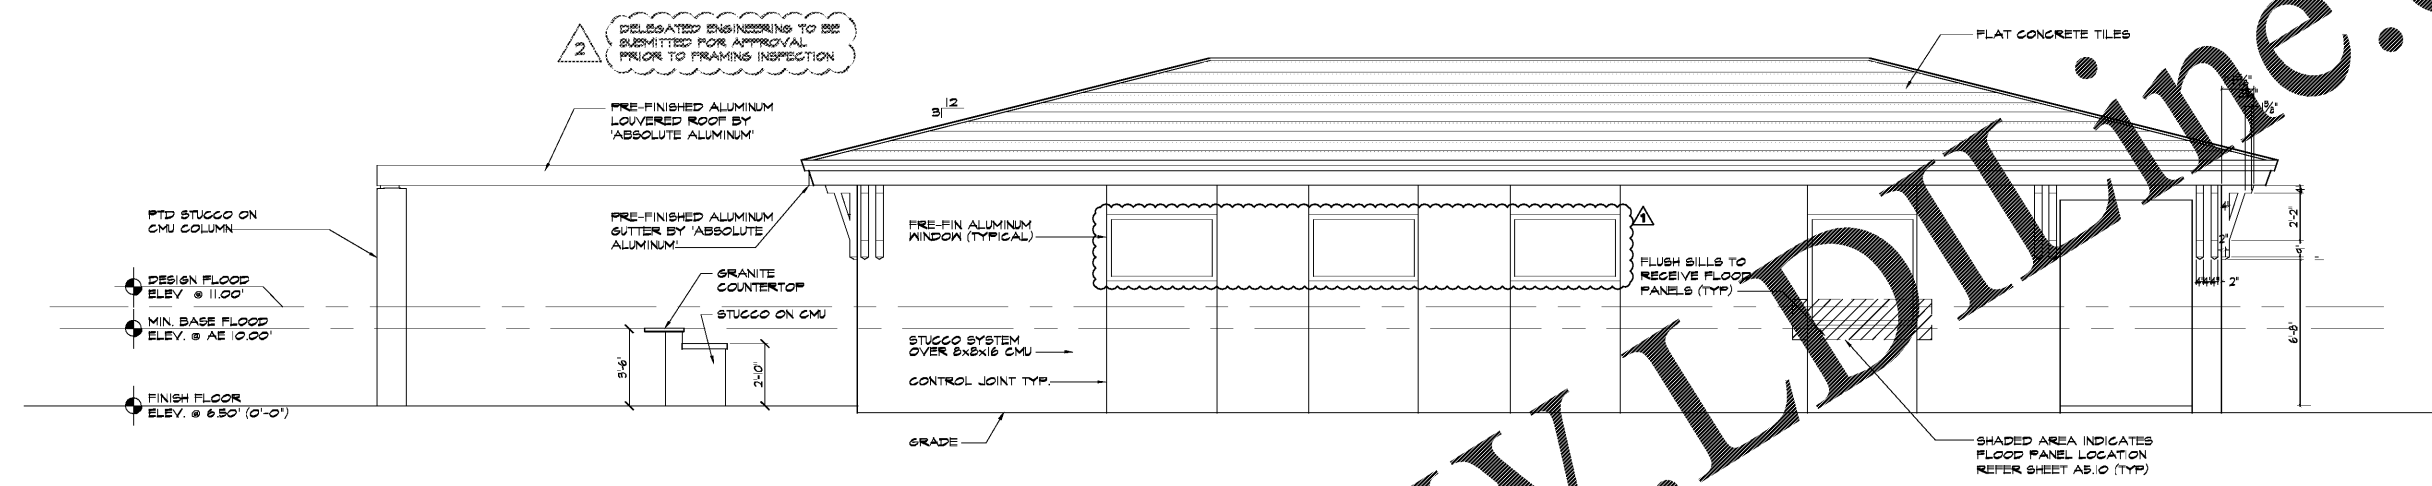 2
DELEGATED ENGINEERING TO BE
SUBMITTED FOR APPROVAL
PRIOR TO FRAMING INSPECTION
PRE-FINISHED ALUMINUM
LOUVERED ROOF BY
'ABSOLUTE ALUMINUM'
12
3
FLAT CONCRETE TILES
PTD STUCCO ON
CMU COLUMN
PRE-FINISHED ALUMINUM
GUTTER BY 'ABSOLUTE
ALUMINUM'
PRE-FIN ALUMINUM
WINDOW (TYPICAL)
1
FLUSH SILLS TO
RECEIVE FLOOD
PANELS (TYP)
DESIGN FLOOD
ELEV @ 11.00'
MIN. BASE FLOOD
ELEV. @ AE 10.00'
GRANITE
COUNTERTOP
STUCCO ON CMU
3'-6"
2'-10"
STUCCO SYSTEM
OVER 8x8x16 CMU
CONTROL JOINT TYP.
FINISH FLOOR
ELEV. @ 6.50' (0'-0")
GRADE
SHADED AREA INDICATES
FLOOD PANEL LOCATION
REFER SHEET A5.10 (TYP)
4"
2'-2"
2"
9"
2"
6'-8"
V.LDILine.